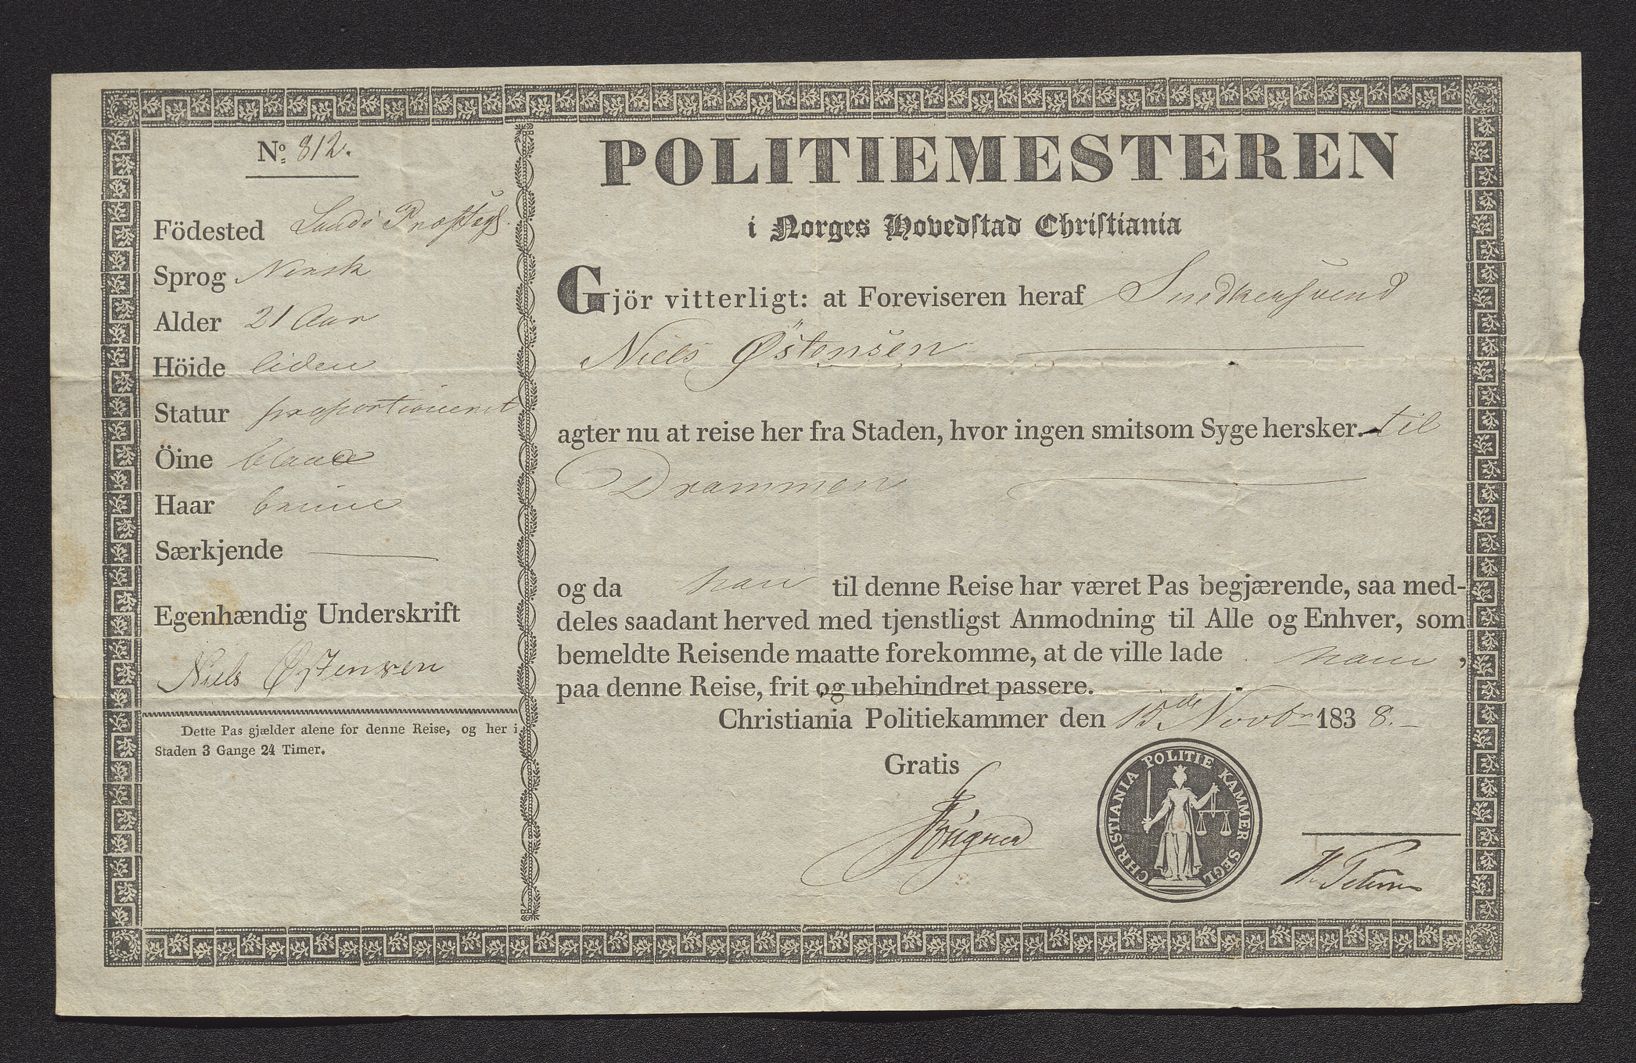 No. 812.
Födested Præstegj.
Sprog Norsk
Alder 21 Aar
Höide liden
Statur proportioneret
Öine blaae
Haar brune
Særkjende
Egenhændig Underskrift
Niels Østensen
Dette Pas gjælder alene for denne Reise, og her i
Staden 3 Gange 24 Timer.
POLITIEMESTEREN
i Norges Hovedstad Christiania
Gjör vitterligt: at Foreviseren heraf Snedkersvend
Niels Østensen
agter nu at reise her fra Staden, hvor ingen smitsom Syge hersker. til
Drammen
og da han til denne Reise har været Pas begjærende, saa med-
deles saadant herved med tjenstligst Anmodning til Alle og Enhver, som
bemeldte Reisende maatte forekomme, at de ville lade ham,
paa denne Reise, frit og ubehindret passere.
Christiania Politiekammer den 15de Novbr 1838.
Gratis
CHRISTIANIA POLITIE KAMMER SEGL